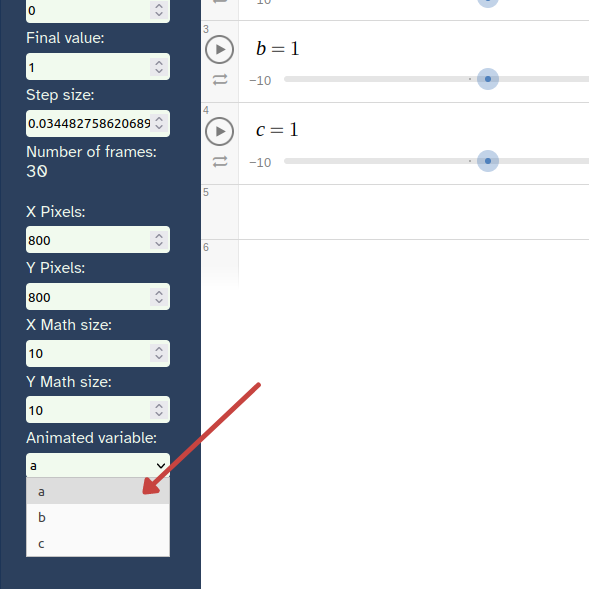 0
Final value:
1
Step size:
0.034482758620689
Number of frames:
30
X Pixels:
800
Y Pixels:
800
X Math size:
10
Y Math size:
10
Animated variable:
a
a
b
c
10
3
b = 1
−10
4
c = 1
−10
5
6